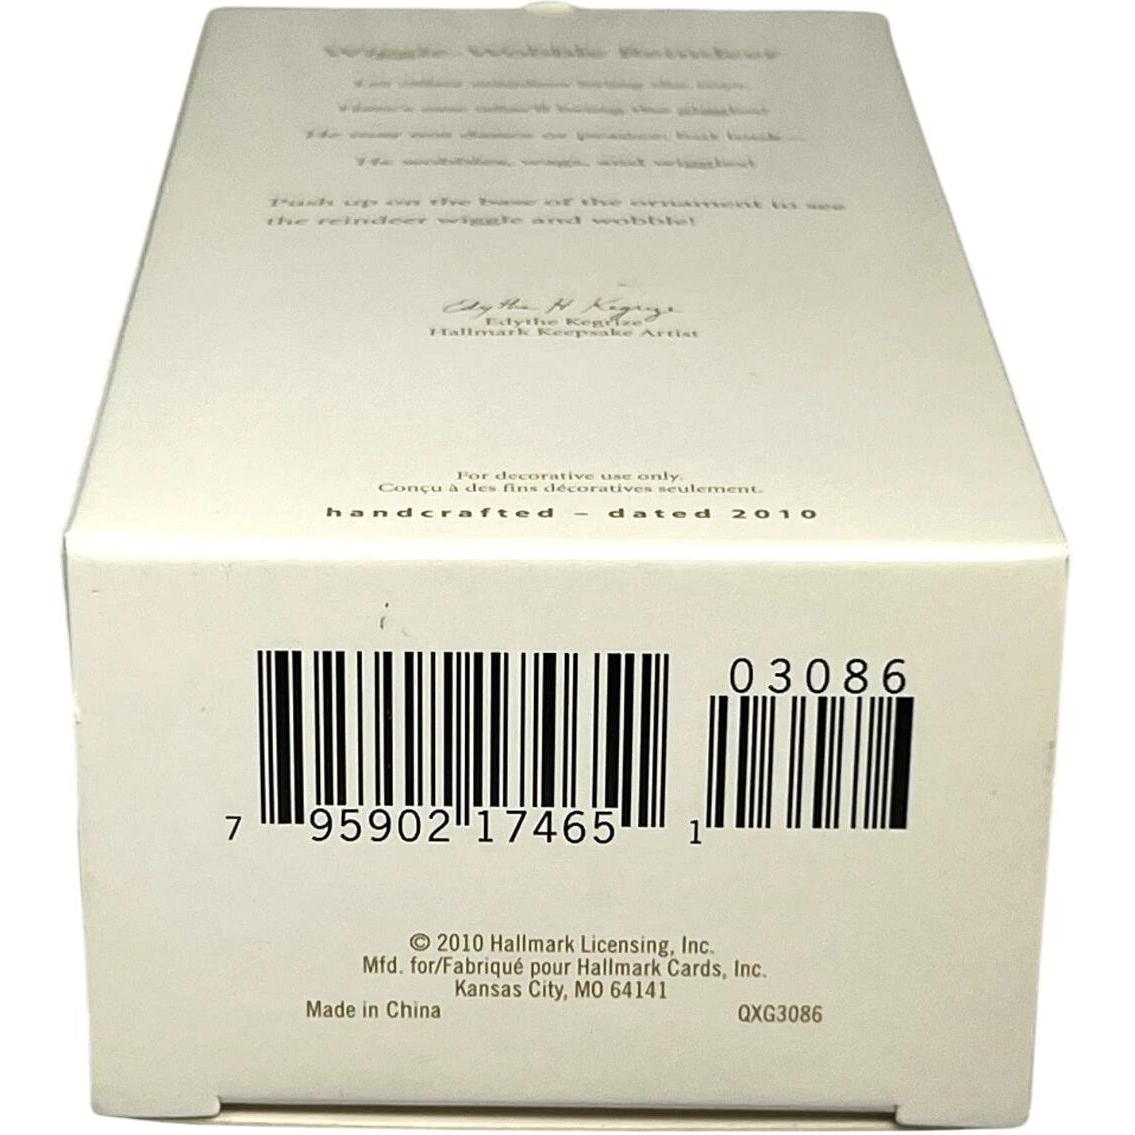 Wiggle Wobble Reindeer
Let other reindeer bring the toys.
Here's one who'll bring the giggles!
He may not dance or prance, but look—
He wobbles, wags, and wiggles!
Push up on the base of the ornament to see
the reindeer wiggle and wobble!
Edythe H Kegrize
Edythe Kegrize
Hallmark Keepsake Artist
For decorative use only.
Conçu à des fins décoratives seulement.
handcrafted – dated 2010
03086
7 95902 17465 1
© 2010 Hallmark Licensing, Inc.
Mfd. for/Fabriqué pour Hallmark Cards, Inc.
Kansas City, MO 64141
Made in China QXG3086